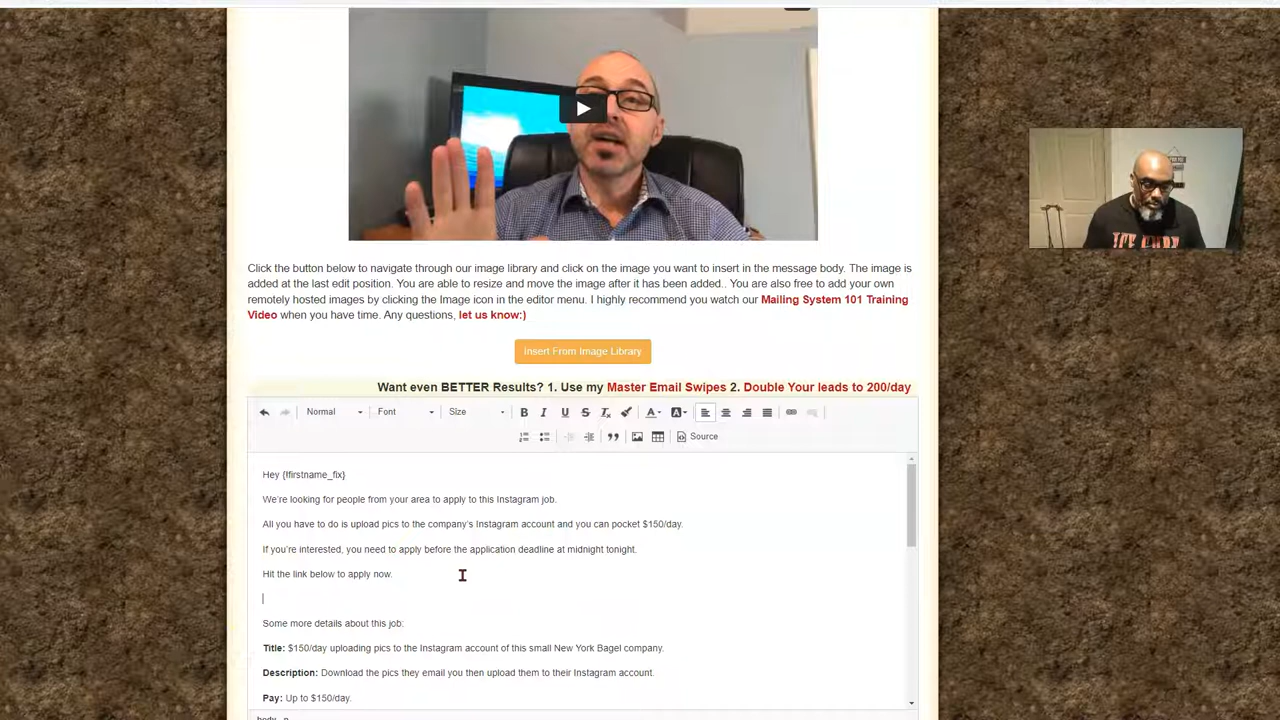 Click the button below to navigate through our image library and click on the image you want to insert in the message body. The image is
added at the last edit position. You are able to resize and move the image after it has been added.. You are also free to add your own
remotely hosted images by clicking the Image icon in the editor menu. I highly recommend you watch our Mailing System 101 Training
Video when you have time. Any questions, let us know:)
Insert From Image Library
Want even BETTER Results? 1. Use my Master Email Swipes 2. Double Your leads to 200/day
Normal Font Size B I U S Tx A A
Source
Hey {!firstname_fix}
We're looking for people from your area to apply to this Instagram job.
All you have to do is upload pics to the company's Instagram account and you can pocket $150/day.
If you're interested, you need to apply before the application deadline at midnight tonight.
Hit the link below to apply now.
Some more details about this job:
Title: $150/day uploading pics to the Instagram account of this small New York Bagel company.
Description: Download the pics they email you then upload them to their Instagram account.
Pay: Up to $150/day.